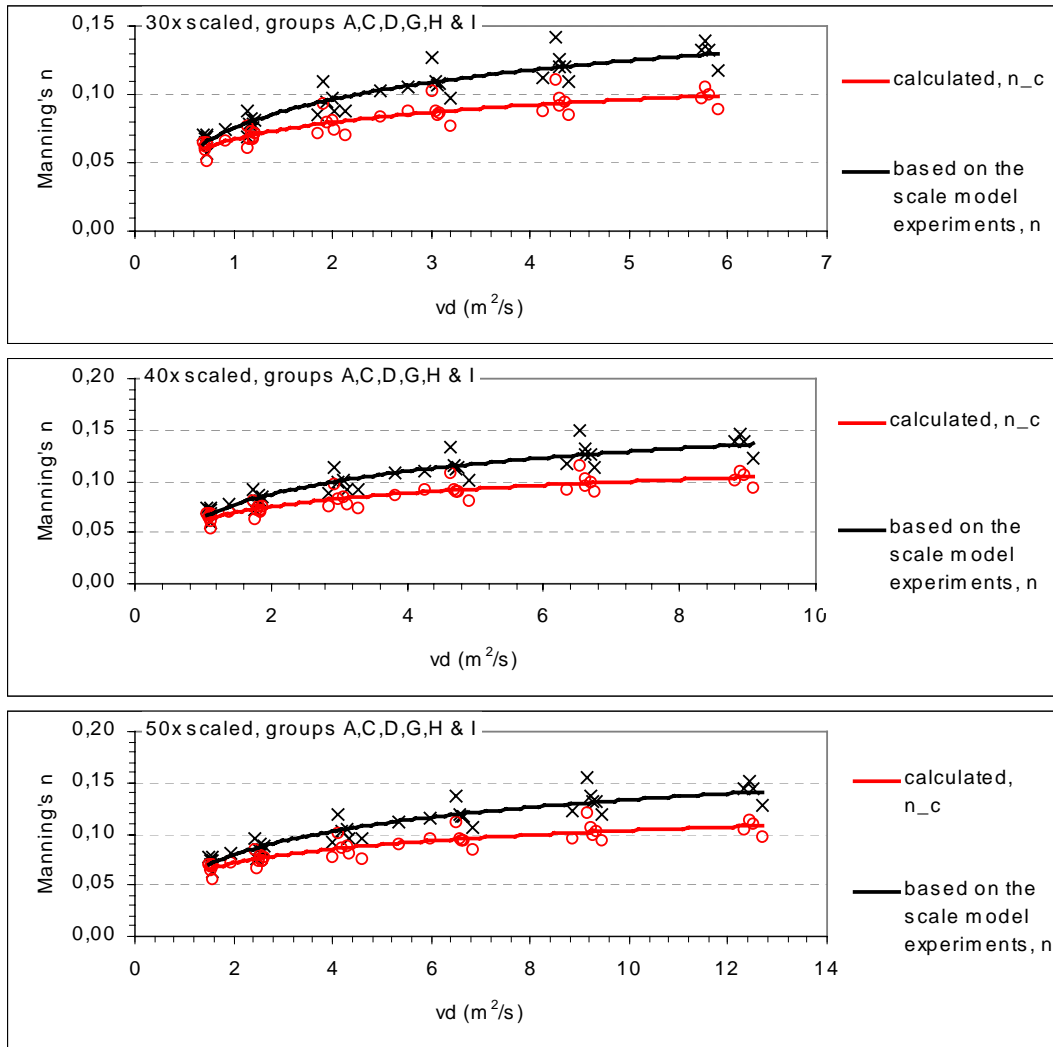 30x scaled, groups A,C,D,G,H & I
0,15
0,10
0,05
0,00
Manning's n
0 1 2 3 4 5 6 7
vd (m²/s)
calculated, n_c
based on the
scale model
experiments, n
40x scaled, groups A,C,D,G,H & I
0,20
0,15
0,10
0,05
0,00
Manning's n
0 2 4 6 8 10
vd (m²/s)
calculated, n_c
based on the
scale model
experiments, n
50x scaled, groups A,C,D,G,H & I
0,20
0,15
0,10
0,05
0,00
Manning's n
0 2 4 6 8 10 12 14
vd (m²/s)
calculated,
n_c
based on the
scale model
experiments, n